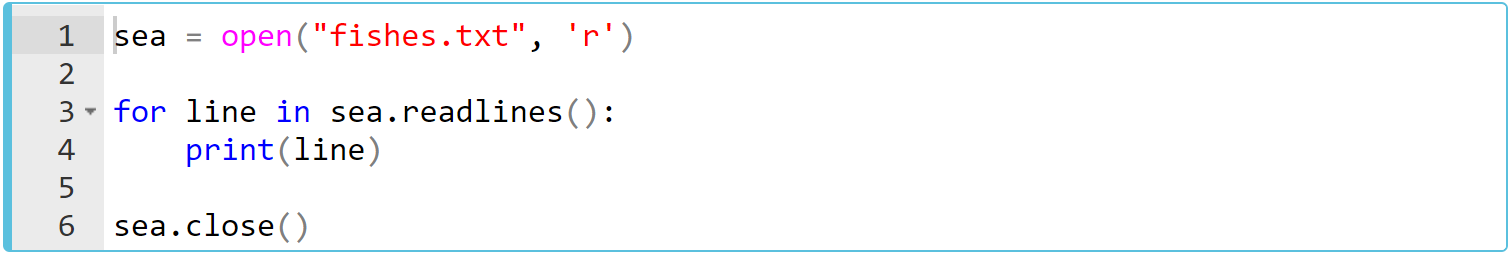 1 sea = open("fishes.txt", 'r')
2
3 for line in sea.readlines():
4     print(line)
5
6 sea.close()